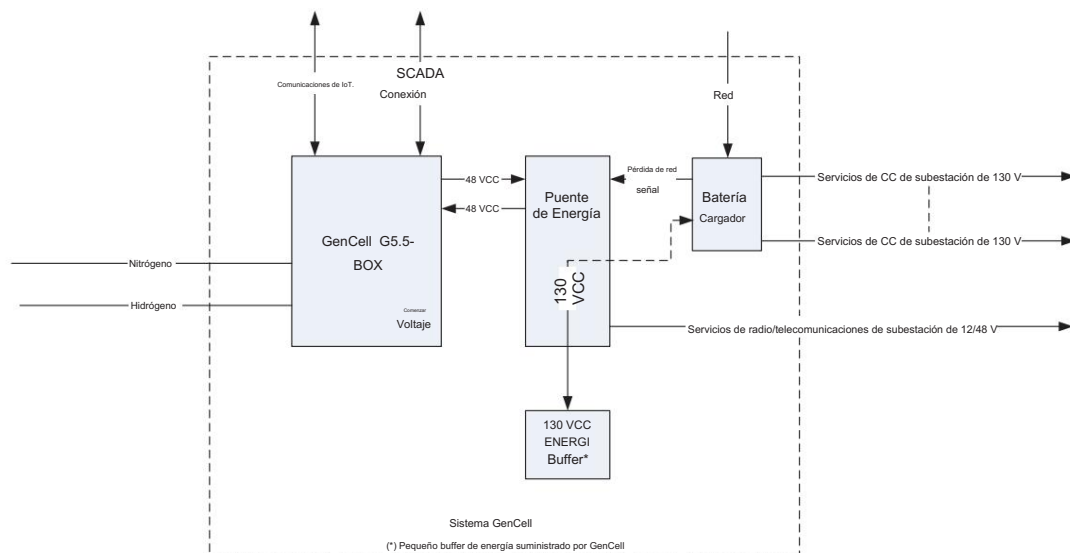 Comunicaciones de IoT.
SCADA
Conexión
Red
48 VCC
48 VCC
GenCell G5.5-
BOX
Comenzar
Voltaje
Puente
de Energía
130
VCC
Pérdida de red
señal
Batería
Cargador
Servicios de CC de subestación de 130 V
Servicios de CC de subestación de 130 V
Nitrógeno
Hidrógeno
Servicios de radio/telecomunicaciones de subestación de 12/48 V
130 VCC
ENERGI
Buffer*
Sistema GenCell
(*) Pequeño buffer de energía suministrado por GenCell